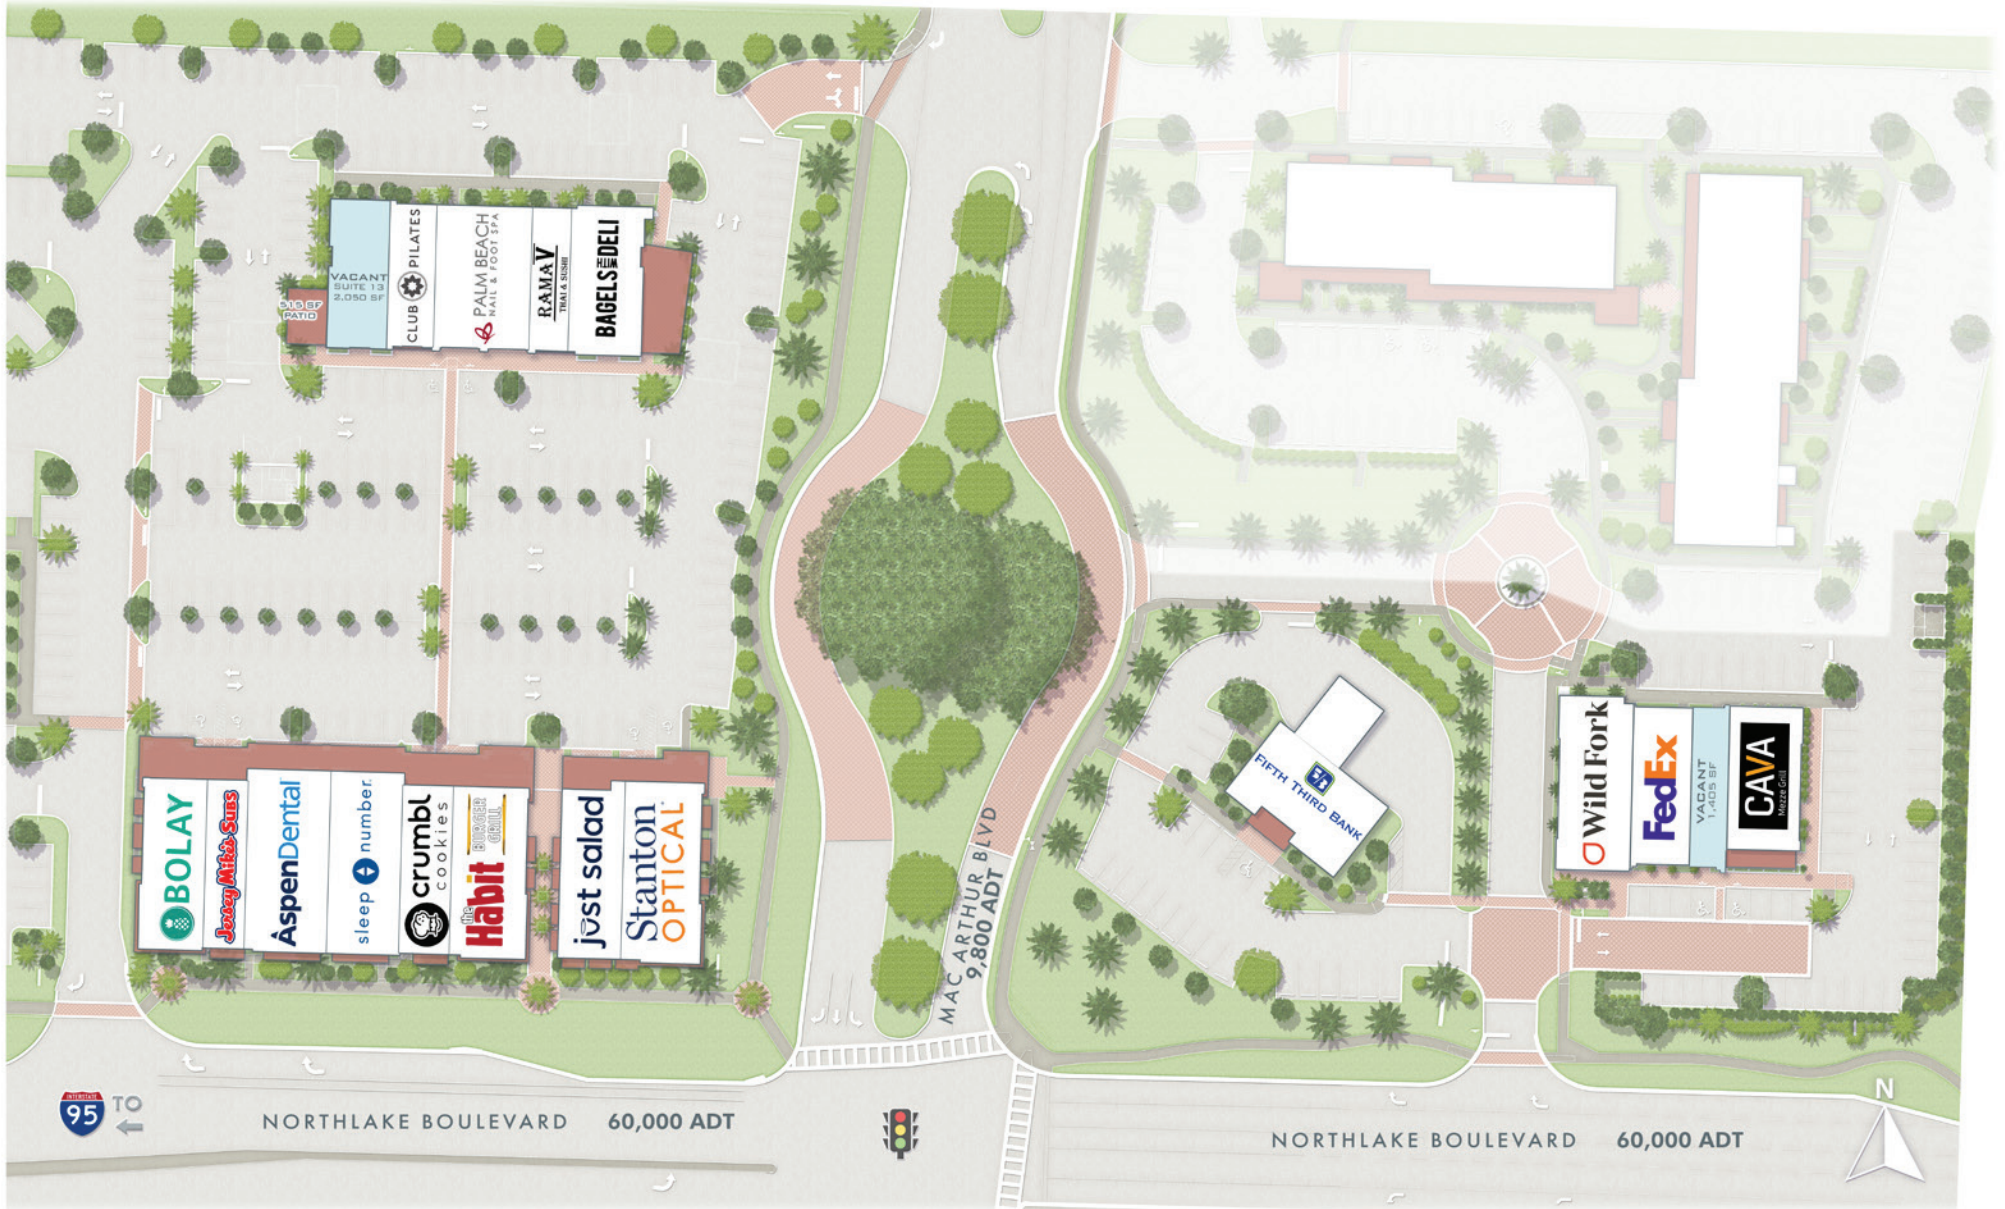 VACANT
SUITE 13
2,050 SF
515 SF
PATIO
CLUB PILATES
PALM BEACH
NAIL & FOOT SPA
RAMA V
THAI & SUSHI
BAGELS THE DELI
BOLAY
Jersey Mike's Subs
AspenDental
sleep number.
crumbl
cookies
the Habit
BURGER
GRILL
just salad
Stanton
OPTICAL
MAC ARTHUR BLVD
9,800 ADT
FIFTH THIRD BANK
Wild Fork
FedEx
VACANT
1,405 SF
CAVA
Mezze Grill
INTERSTATE
95
TO
NORTHLAKE BOULEVARD 60,000 ADT
NORTHLAKE BOULEVARD 60,000 ADT
N